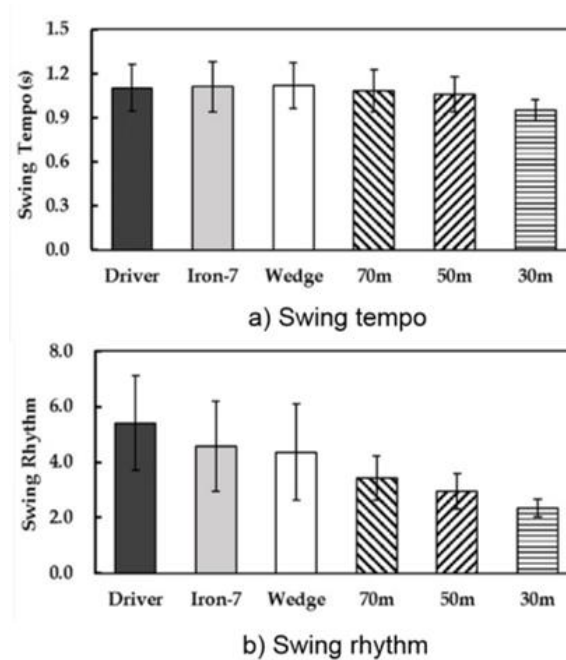 1.5
1.2
0.9
0.6
0.3
0.0
Swing Tempo (s)
Driver Iron-7 Wedge 70m 50m 30m
a) Swing tempo
8.0
6.0
4.0
2.0
0.0
Swing Rhythm
Driver Iron-7 Wedge 70m 50m 30m
b) Swing rhythm